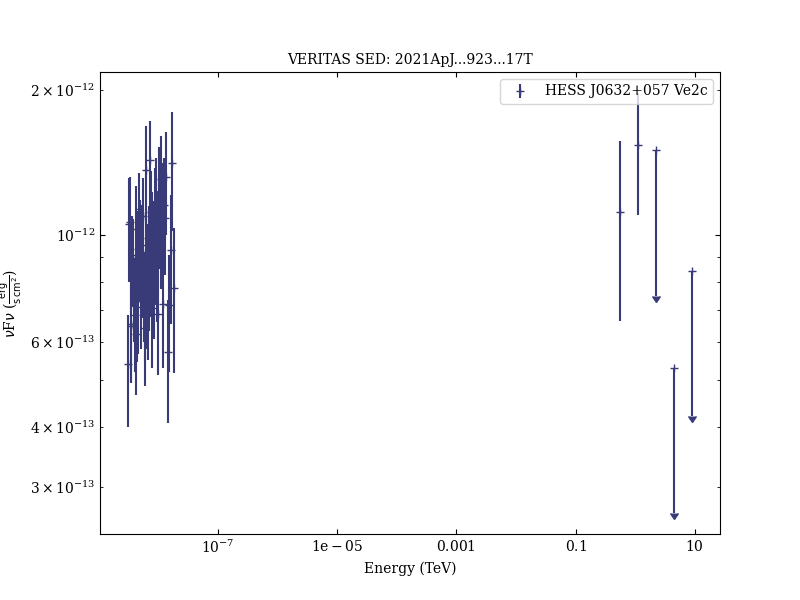 VERITAS SED: 2021ApJ...923...17T
HESS J0632+057 Ve2c
2 × 10⁻¹²
10⁻¹²
6 × 10⁻¹³
4 × 10⁻¹³
3 × 10⁻¹³
νFν (erg / s cm²)
10⁻⁷
1e−05
0.001
0.1
10
Energy (TeV)